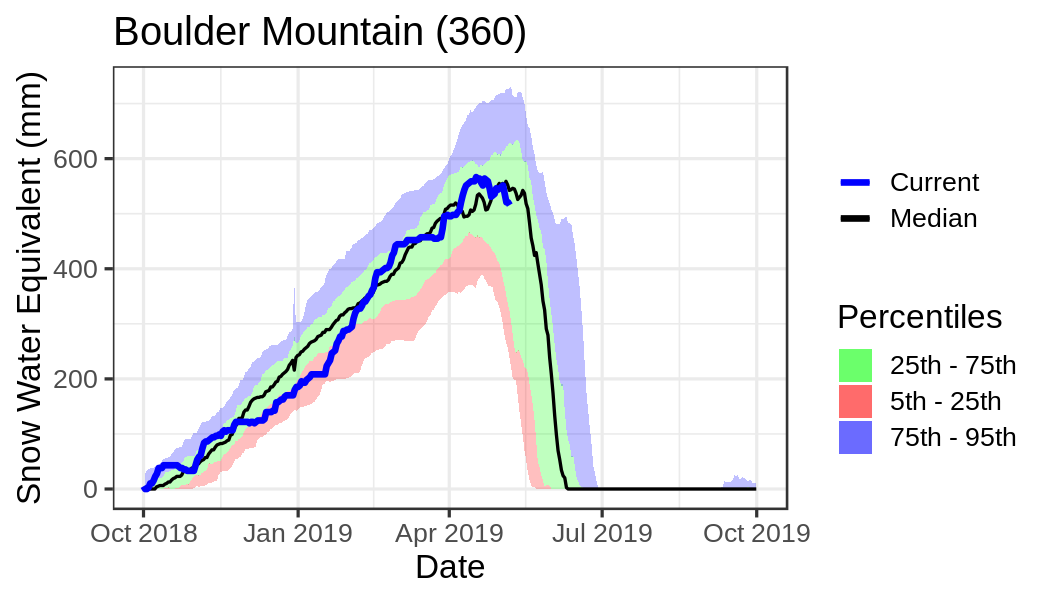 Boulder Mountain (360)
Snow Water Equivalent (mm)
600
400
200
0
Oct 2018
Jan 2019
Apr 2019
Jul 2019
Oct 2019
Date
Current
Median
Percentiles
25th - 75th
5th - 25th
75th - 95th